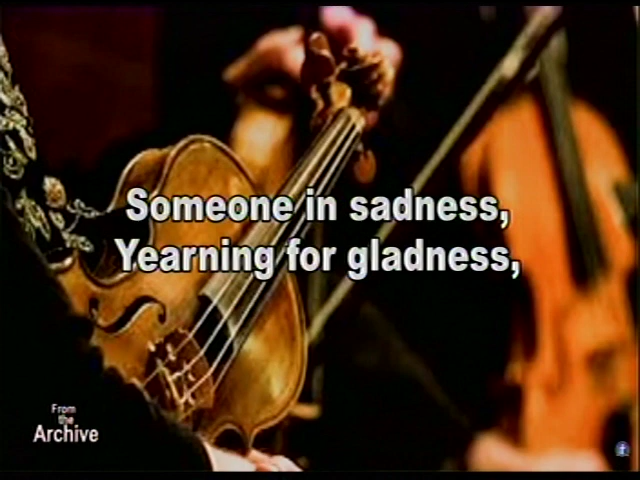 Someone in sadness,
Yearning for gladness,
From
the
Archive